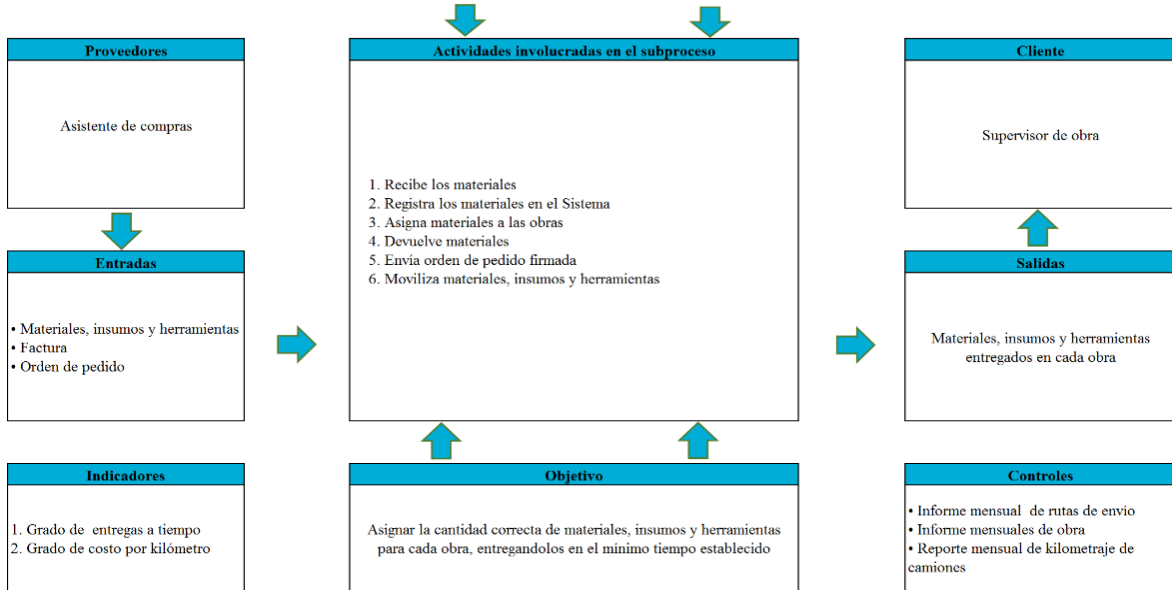 Proveedores
Asistente de compras
Entradas
• Materiales, insumos y herramientas
• Factura
• Orden de pedido
Indicadores
1. Grado de entregas a tiempo
2. Grado de costo por kilómetro
Actividades involucradas en el subproceso
1. Recibe los materiales
2. Registra los materiales en el Sistema
3. Asigna materiales a las obras
4. Devuelve materiales
5. Envía orden de pedido firmada
6. Moviliza materiales, insumos y herramientas
Objetivo
Asignar la cantidad correcta de materiales, insumos y herramientas
para cada obra, entregandolos en el mínimo tiempo establecido
Cliente
Supervisor de obra
Salidas
Materiales, insumos y herramientas
entregados en cada obra
Controles
• Informe mensual de rutas de envío
• Informe mensuales de obra
• Reporte mensual de kilometraje de
camiones